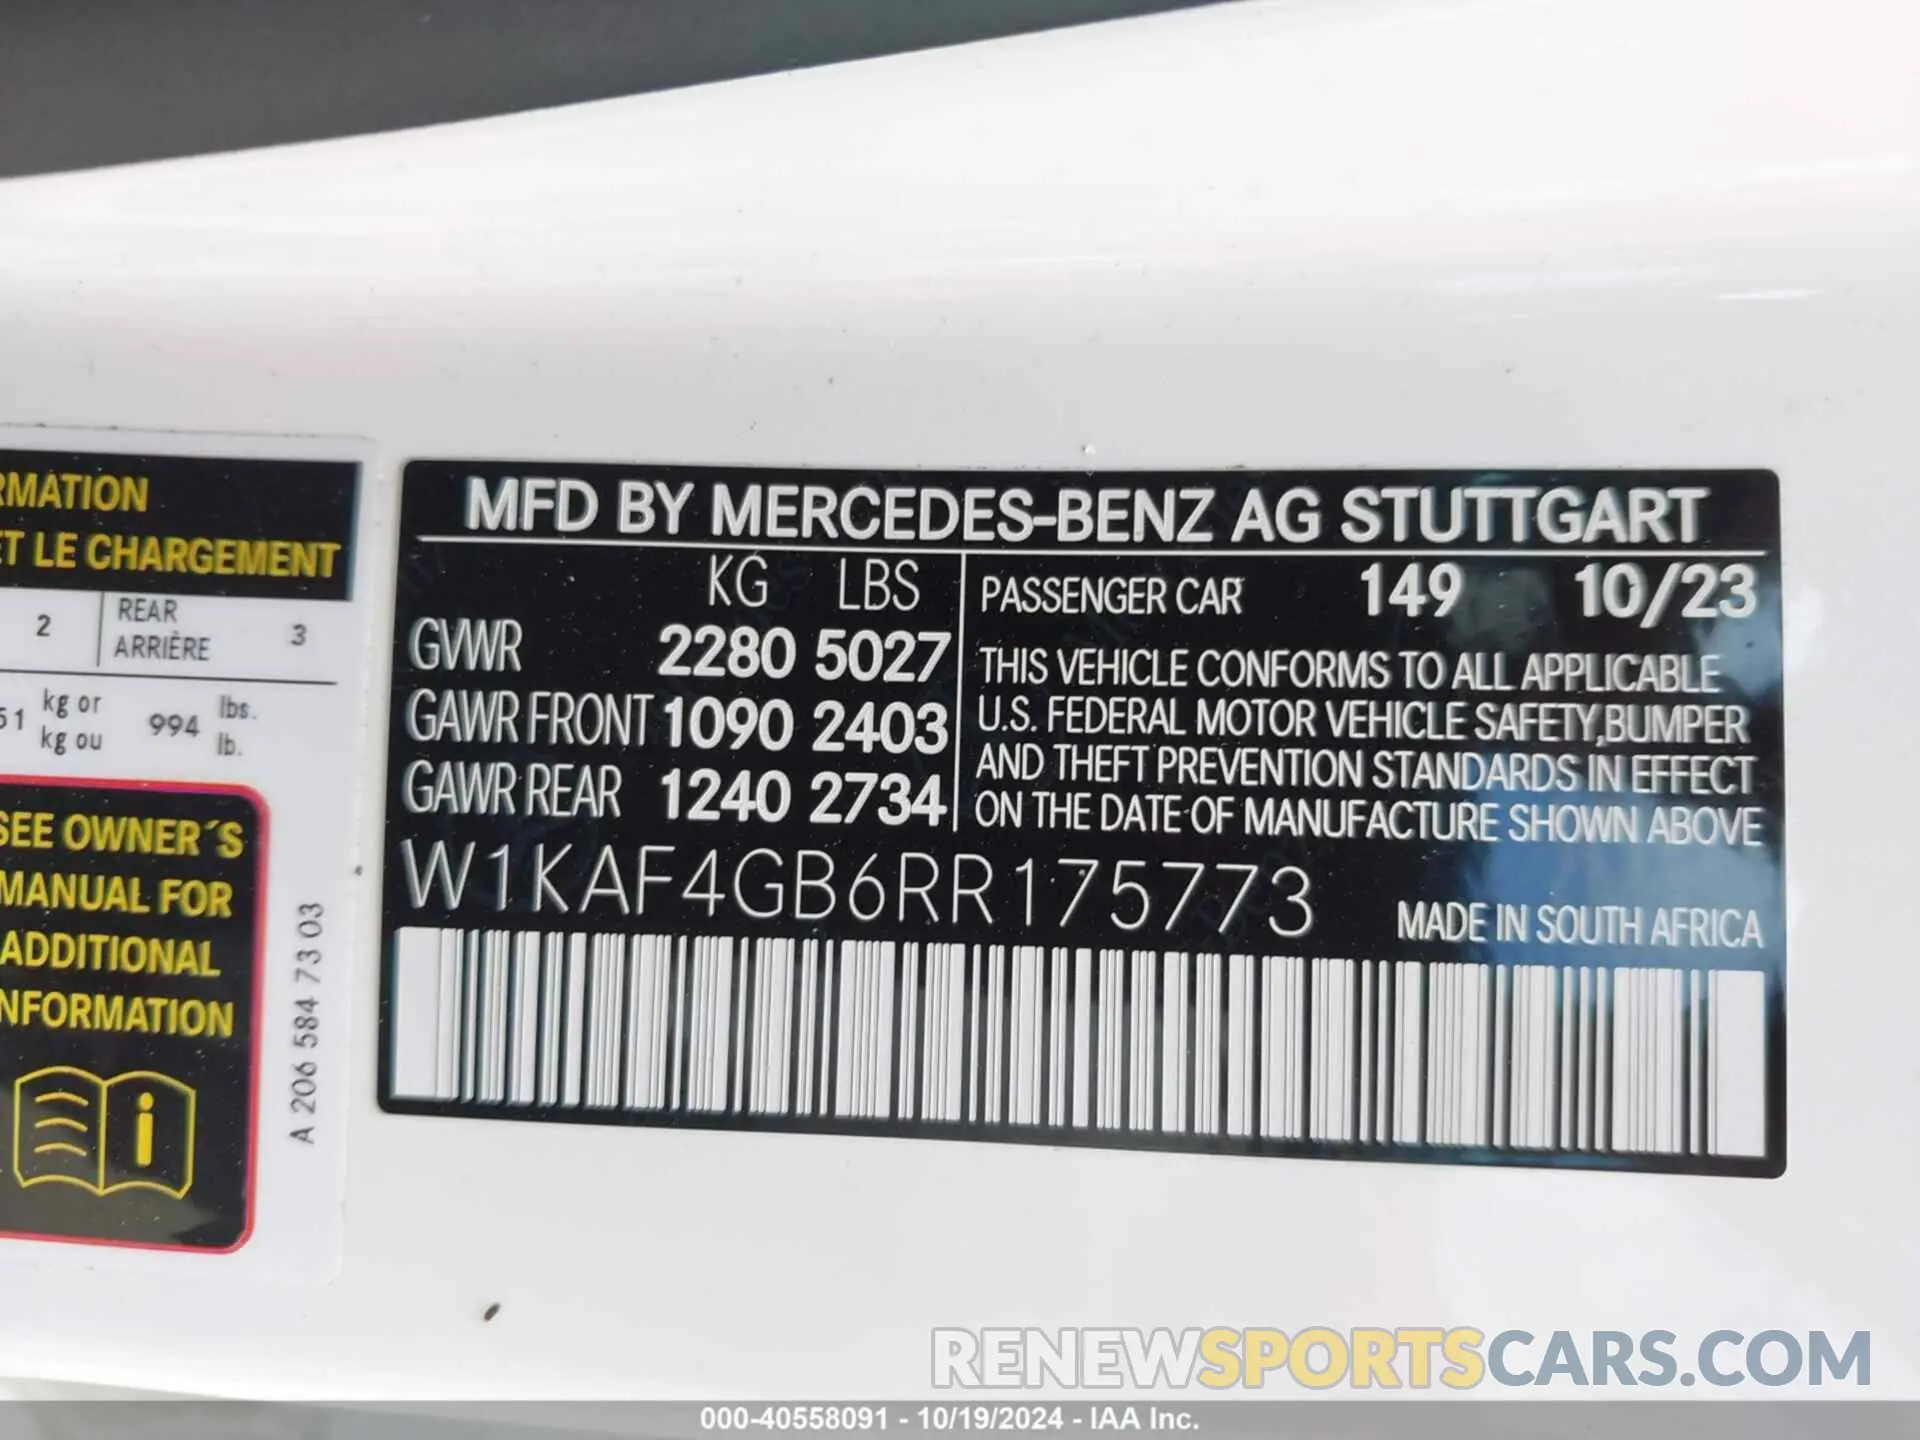 RMATION
ET LE CHARGEMENT
2 REAR ARRIÈRE 3
51 kg or kg ou 994 lbs. lb.
SEE OWNER´S
MANUAL FOR
ADDITIONAL
INFORMATION
i
A 206 584 73 03
MFD BY MERCEDES-BENZ AG STUTTGART
KG LBS
GVWR 2280 5027
GAWR FRONT 1090 2403
GAWR REAR 1240 2734
PASSENGER CAR 149 10/23
THIS VEHICLE CONFORMS TO ALL APPLICABLE
U.S. FEDERAL MOTOR VEHICLE SAFETY,BUMPER
AND THEFT PREVENTION STANDARDS IN EFFECT
ON THE DATE OF MANUFACTURE SHOWN ABOVE
W1KAF4GB6RR175773
MADE IN SOUTH AFRICA
RENEWSPORTSCARS.COM
000-40558091 - 10/19/2024 - IAA Inc.